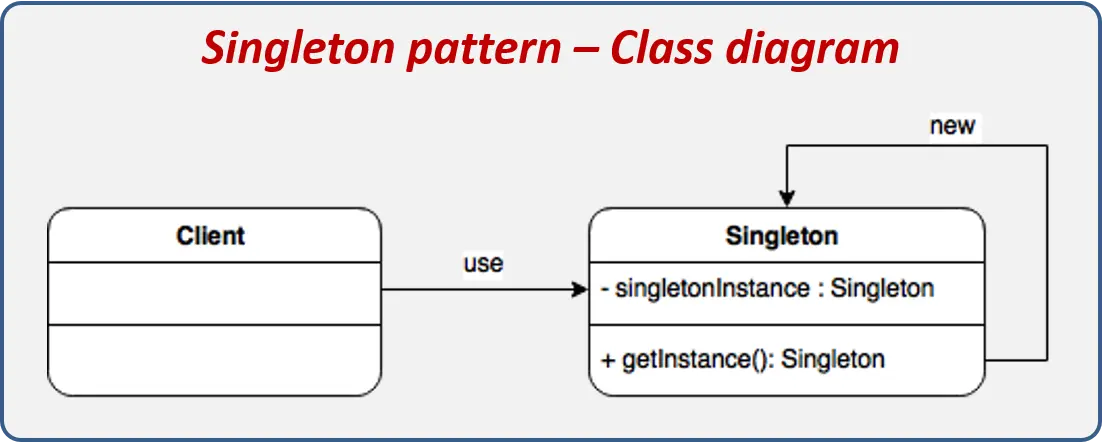 Singleton pattern – Class diagram
new
Client
Singleton
use
- singletonInstance : Singleton
+ getInstance(): Singleton